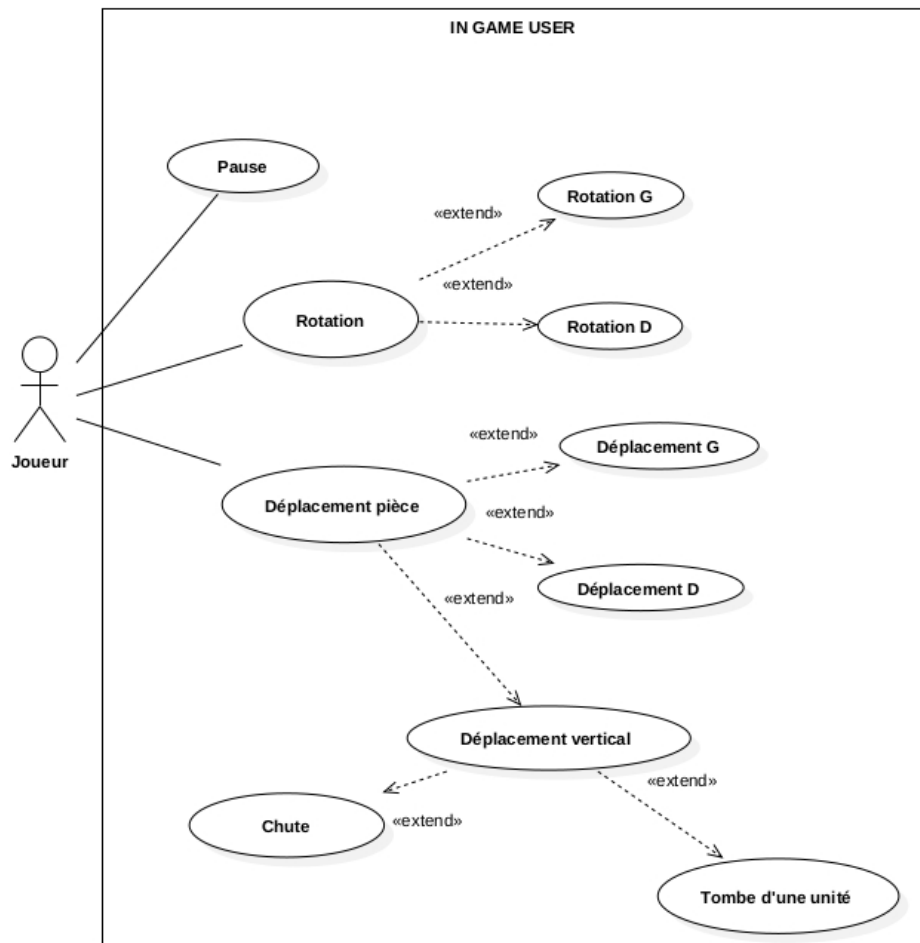 IN GAME USER
Pause
Rotation G
«extend»
«extend»
Rotation
Rotation D
Joueur
«extend»
Déplacement G
Déplacement pièce
«extend»
Déplacement D
«extend»
Déplacement vertical
«extend»
Chute
«extend»
Tombe d'une unité